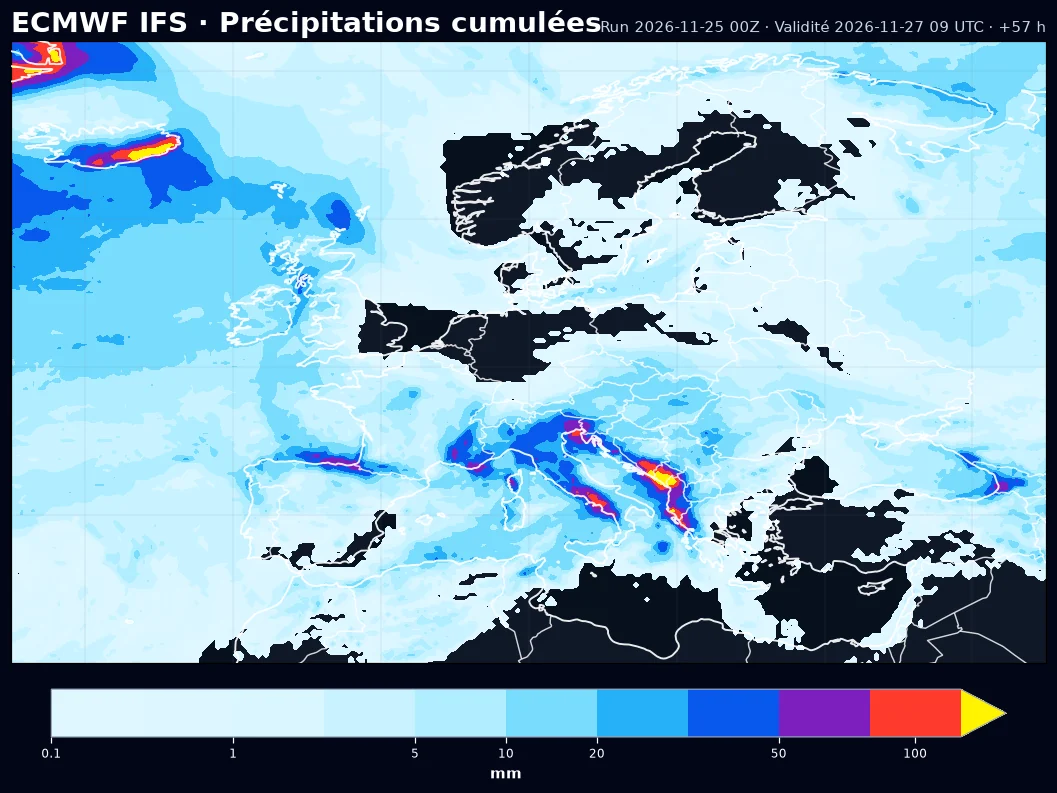 ECMWF IFS · Précipitations cumulées
Run 2026-11-25 00Z · Validité 2026-11-27 09 UTC · +57 h
0.1 1 5 10 20 50 100
mm